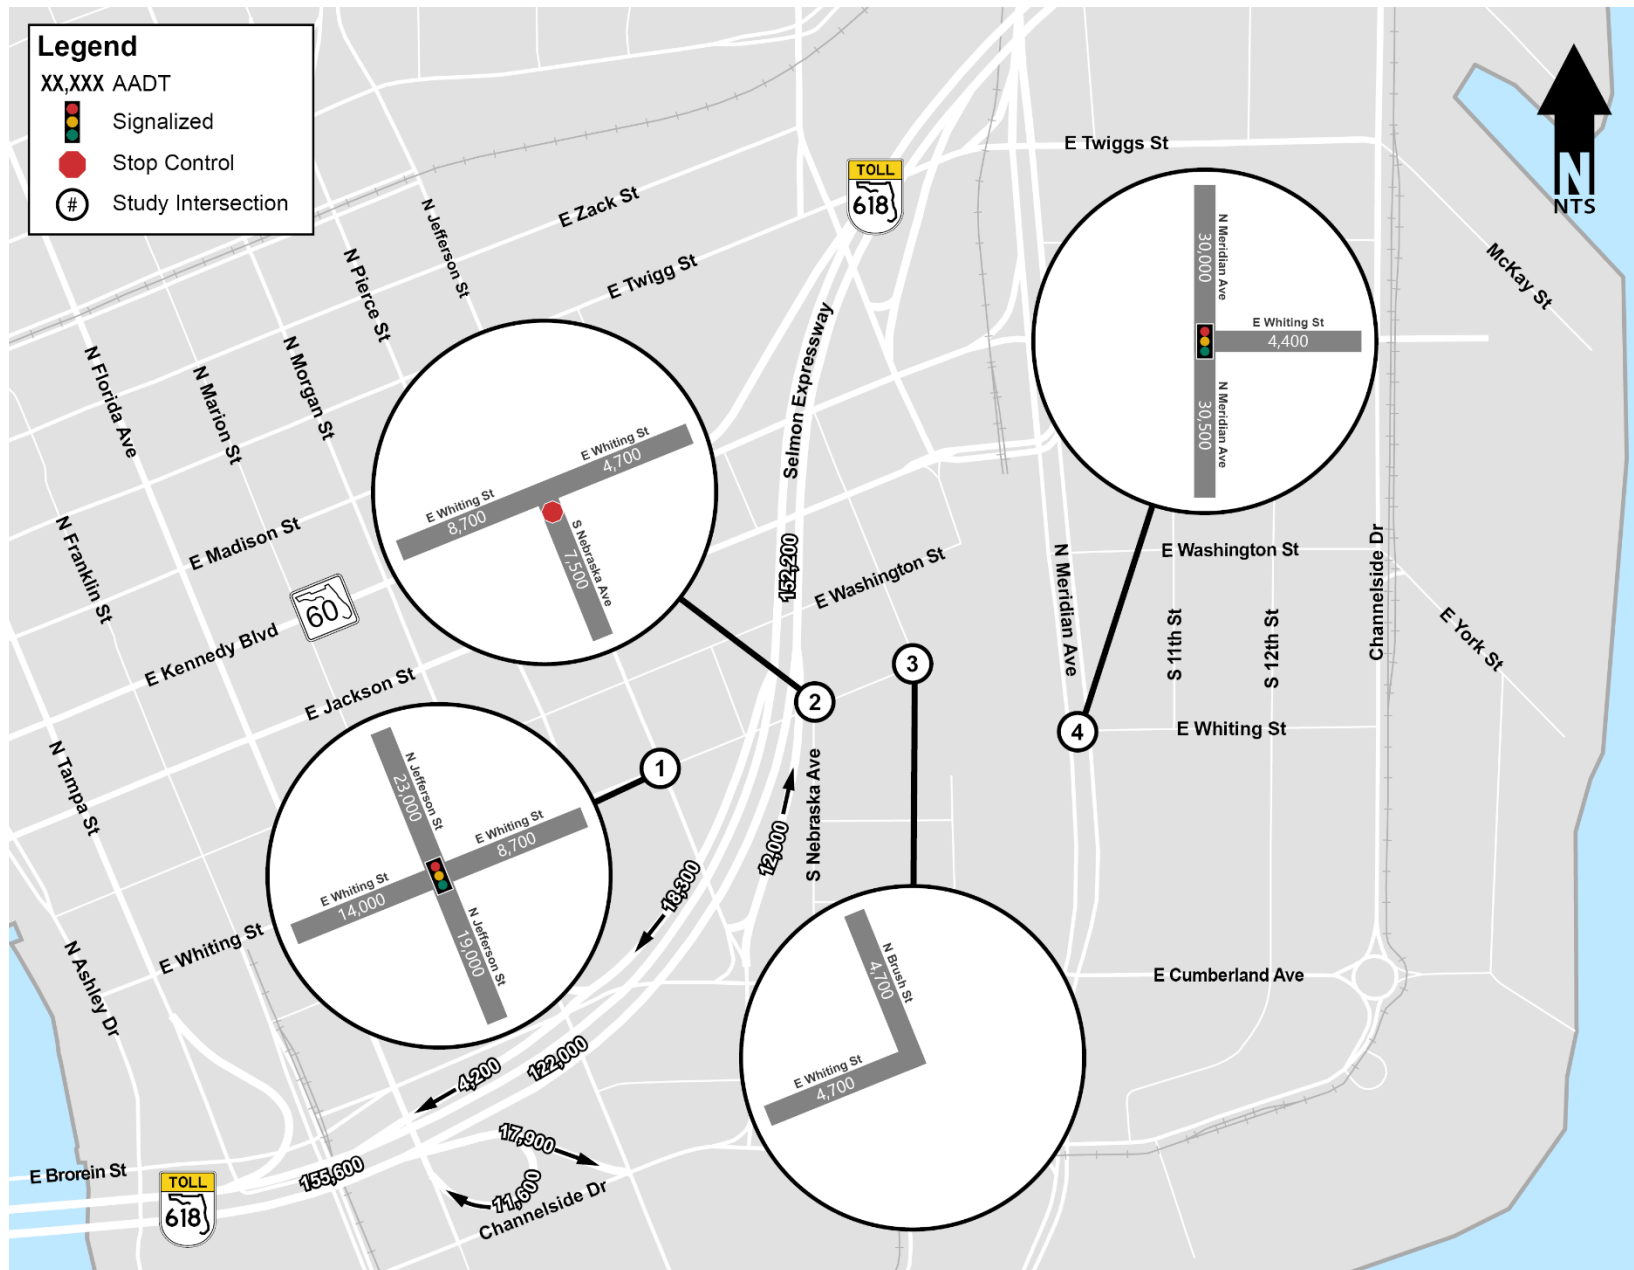 Legend
XX,XXX AADT
Signalized
Stop Control
# Study Intersection
N
NTS
TOLL
618
E Twiggs St
E Zack St
E Twigg St
N Jefferson St
N Pierce St
N Morgan St
N Marion St
N Florida Ave
N Franklin St
N Tampa St
N Ashley Dr
McKay St
Selmon Expressway
152,200
E Madison St
60
E Kennedy Blvd
E Jackson St
E Washington St
E Washington St
N Meridian Ave
S 11th St
S 12th St
Channelside Dr
E York St
E Whiting St
E Whiting St
S Nebraska Ave
E Cumberland Ave
E Brorein St
Channelside Dr
TOLL
618
12,000
18,300
4,200
122,000
17,900
11,600
155,600
1
N Jefferson St
23,000
E Whiting St
8,700
E Whiting St
14,000
N Jefferson St
19,000
2
E Whiting St
4,700
E Whiting St
8,700
S Nebraska Ave
7,500
3
N Brush St
4,700
E Whiting St
4,700
4
N Meridian Ave
30,000
E Whiting St
4,400
N Meridian Ave
30,500